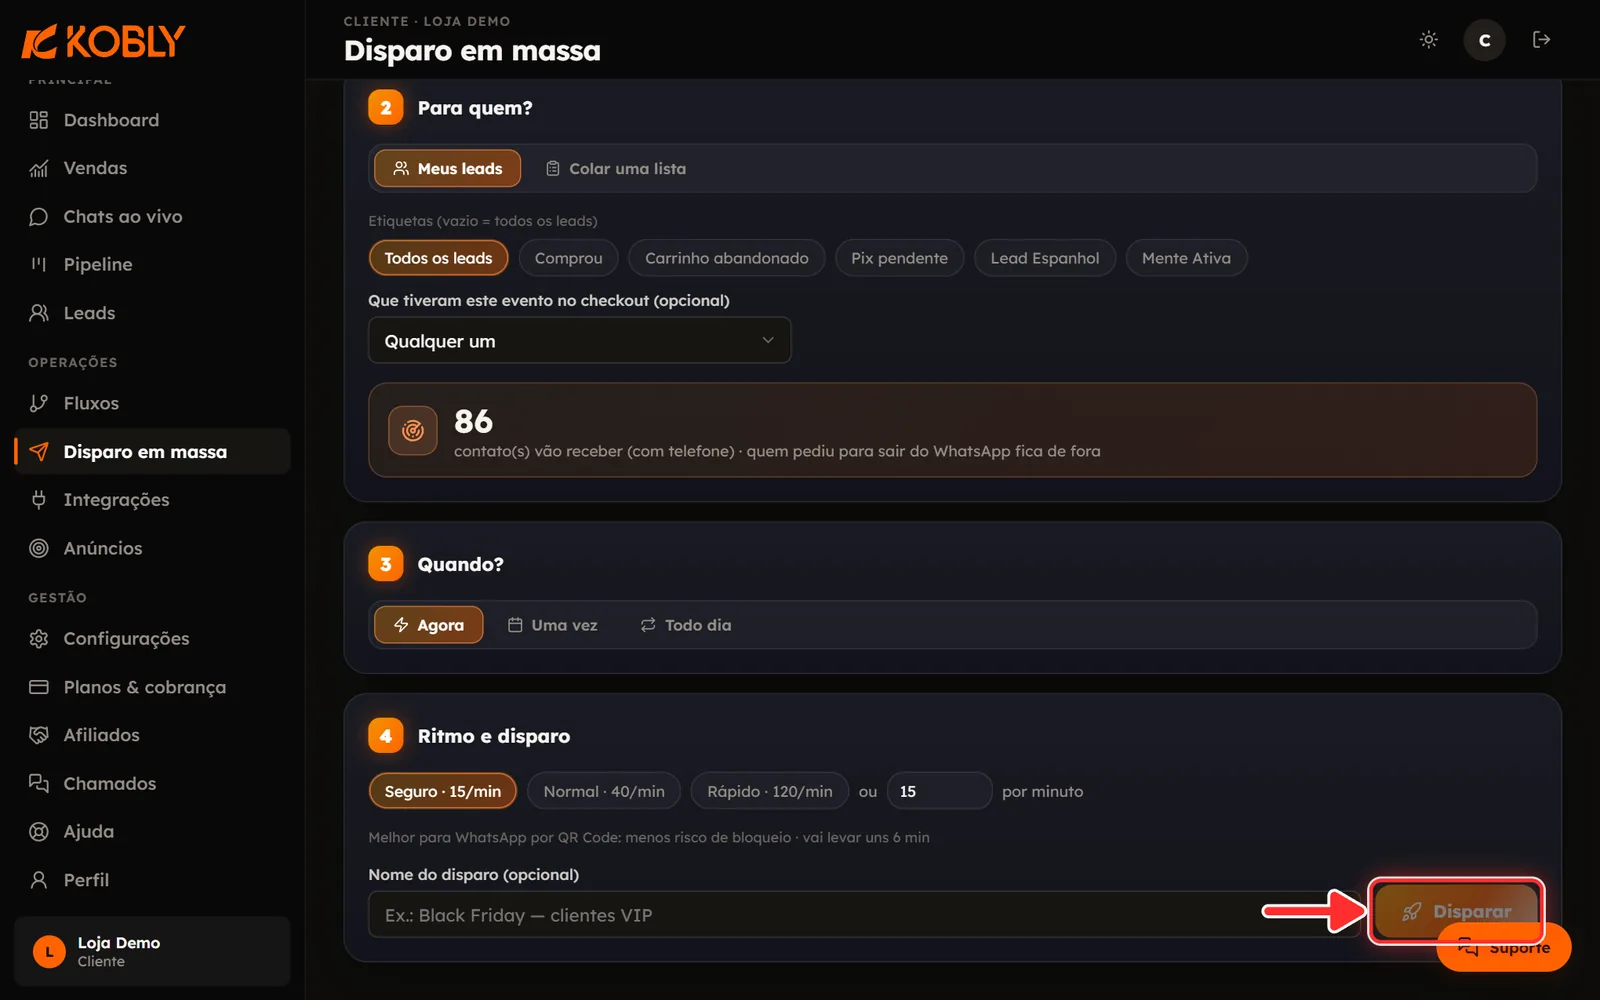 KOBLY
PRINCIPAL
Dashboard
Vendas
Chats ao vivo
Pipeline
Leads
OPERAÇÕES
Fluxos
Disparo em massa
Integrações
Anúncios
GESTÃO
Configurações
Planos & cobrança
Afiliados
Chamados
Ajuda
Perfil
L
Loja Demo
Cliente
CLIENTE · LOJA DEMO
Disparo em massa
C
2 Para quem?
Meus leads Colar uma lista
Etiquetas (vazio = todos os leads)
Todos os leads Comprou Carrinho abandonado Pix pendente Lead Espanhol Mente Ativa
Que tiveram este evento no checkout (opcional)
Qualquer um
86
contato(s) vão receber (com telefone) · quem pediu para sair do WhatsApp fica de fora
3 Quando?
Agora Uma vez Todo dia
4 Ritmo e disparo
Seguro · 15/min Normal · 40/min Rápido · 120/min ou 15 por minuto
Melhor para WhatsApp por QR Code: menos risco de bloqueio · vai levar uns 6 min
Nome do disparo (opcional)
Ex.: Black Friday — clientes VIP
Disparar
Suporte